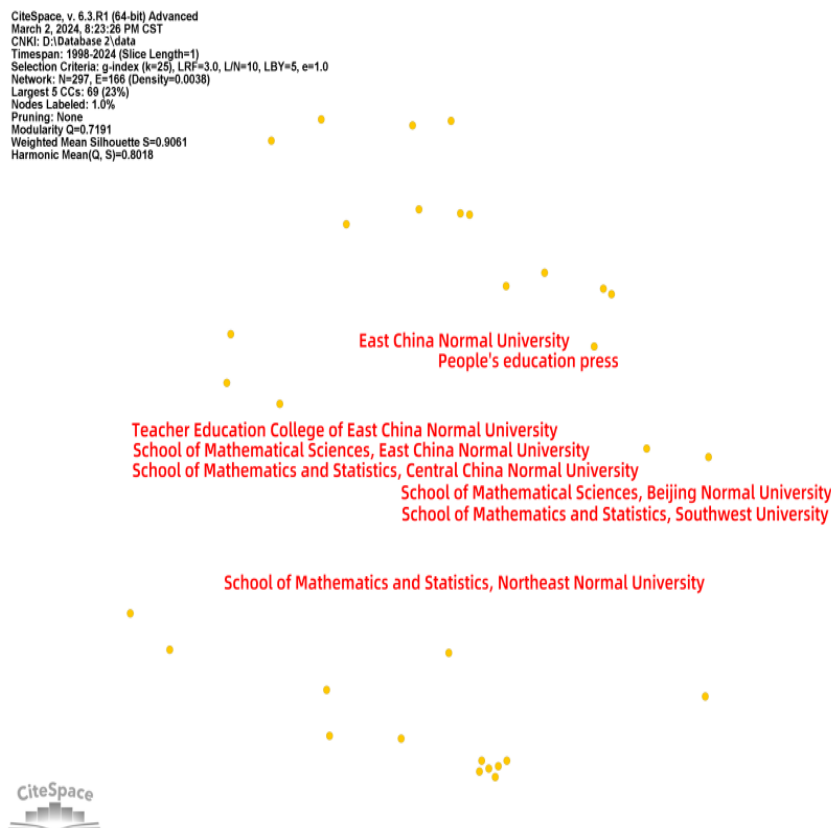 CiteSpace, v. 6.3.R1 (64-bit) Advanced
March 2, 2024, 8:23:26 PM CST
CNKI: D:\Database 2\data
Timespan: 1998-2024 (Slice Length=1)
Selection Criteria: g-index (k=25), LRF=3.0, L/N=10, LBY=5, e=1.0
Network: N=297, E=166 (Density=0.0038)
Largest 5 CCs: 69 (23%)
Nodes Labeled: 1.0%
Pruning: None
Modularity Q=0.7191
Weighted Mean Silhouette S=0.9061
Harmonic Mean(Q, S)=0.8018
East China Normal University
People's education press
Teacher Education College of East China Normal University
School of Mathematical Sciences, East China Normal University
School of Mathematics and Statistics, Central China Normal University
School of Mathematical Sciences, Beijing Normal University
School of Mathematics and Statistics, Southwest University
School of Mathematics and Statistics, Northeast Normal University
CiteSpace